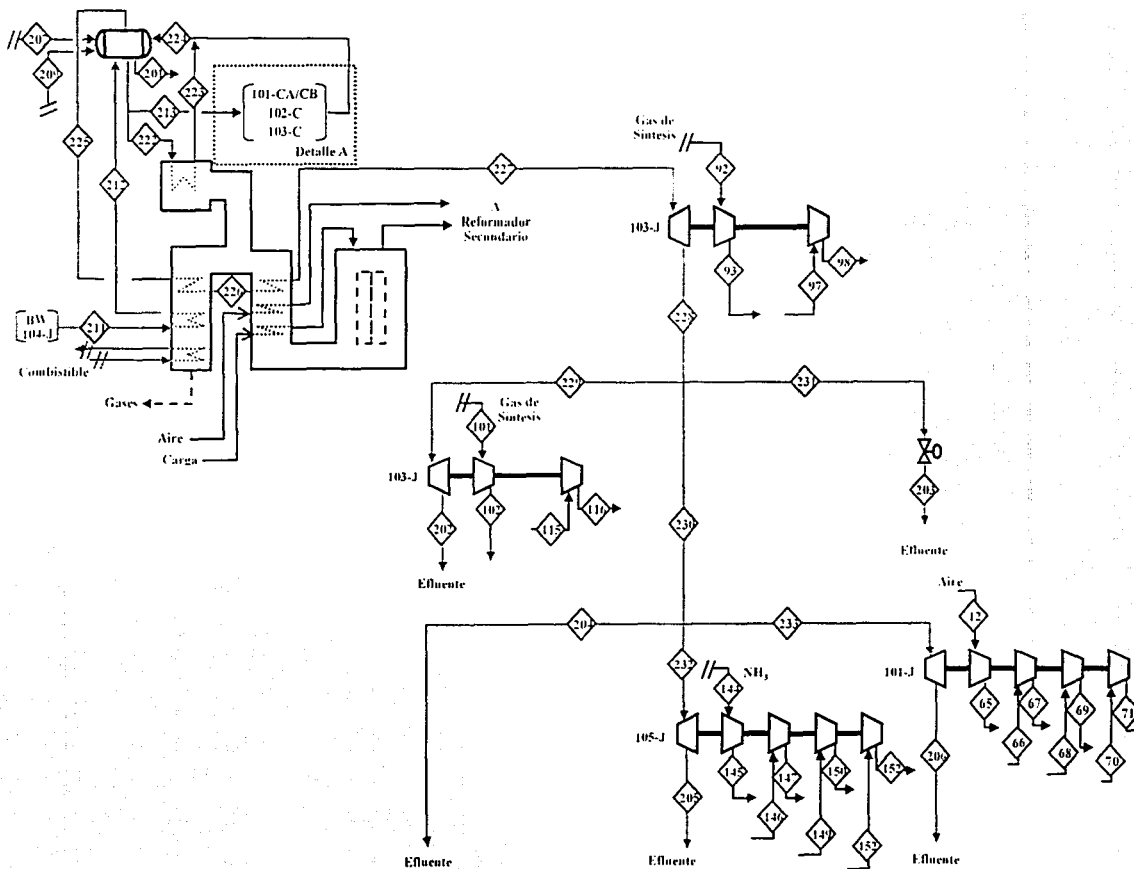 207
224
209
201
223
213
101-CA/CB
102-C
103-C
Detalle A
222
225
212
227
Gas de
Síntesis
92
103-J
93
97
98
A
Reformador
Secundario
226
BW
104-J
211
Combistible
Gases
Aire
Carga
228
229
231
101
Gas de
Síntesis
103-J
202
102
115
116
203
Efluente
Efluente
230
Aire
12
204
233
232
144
NH3
101-J
65
66
67
68
69
70
71
206
105-J
145
146
147
149
150
152
152
205
Efluente
Efluente
Efluente